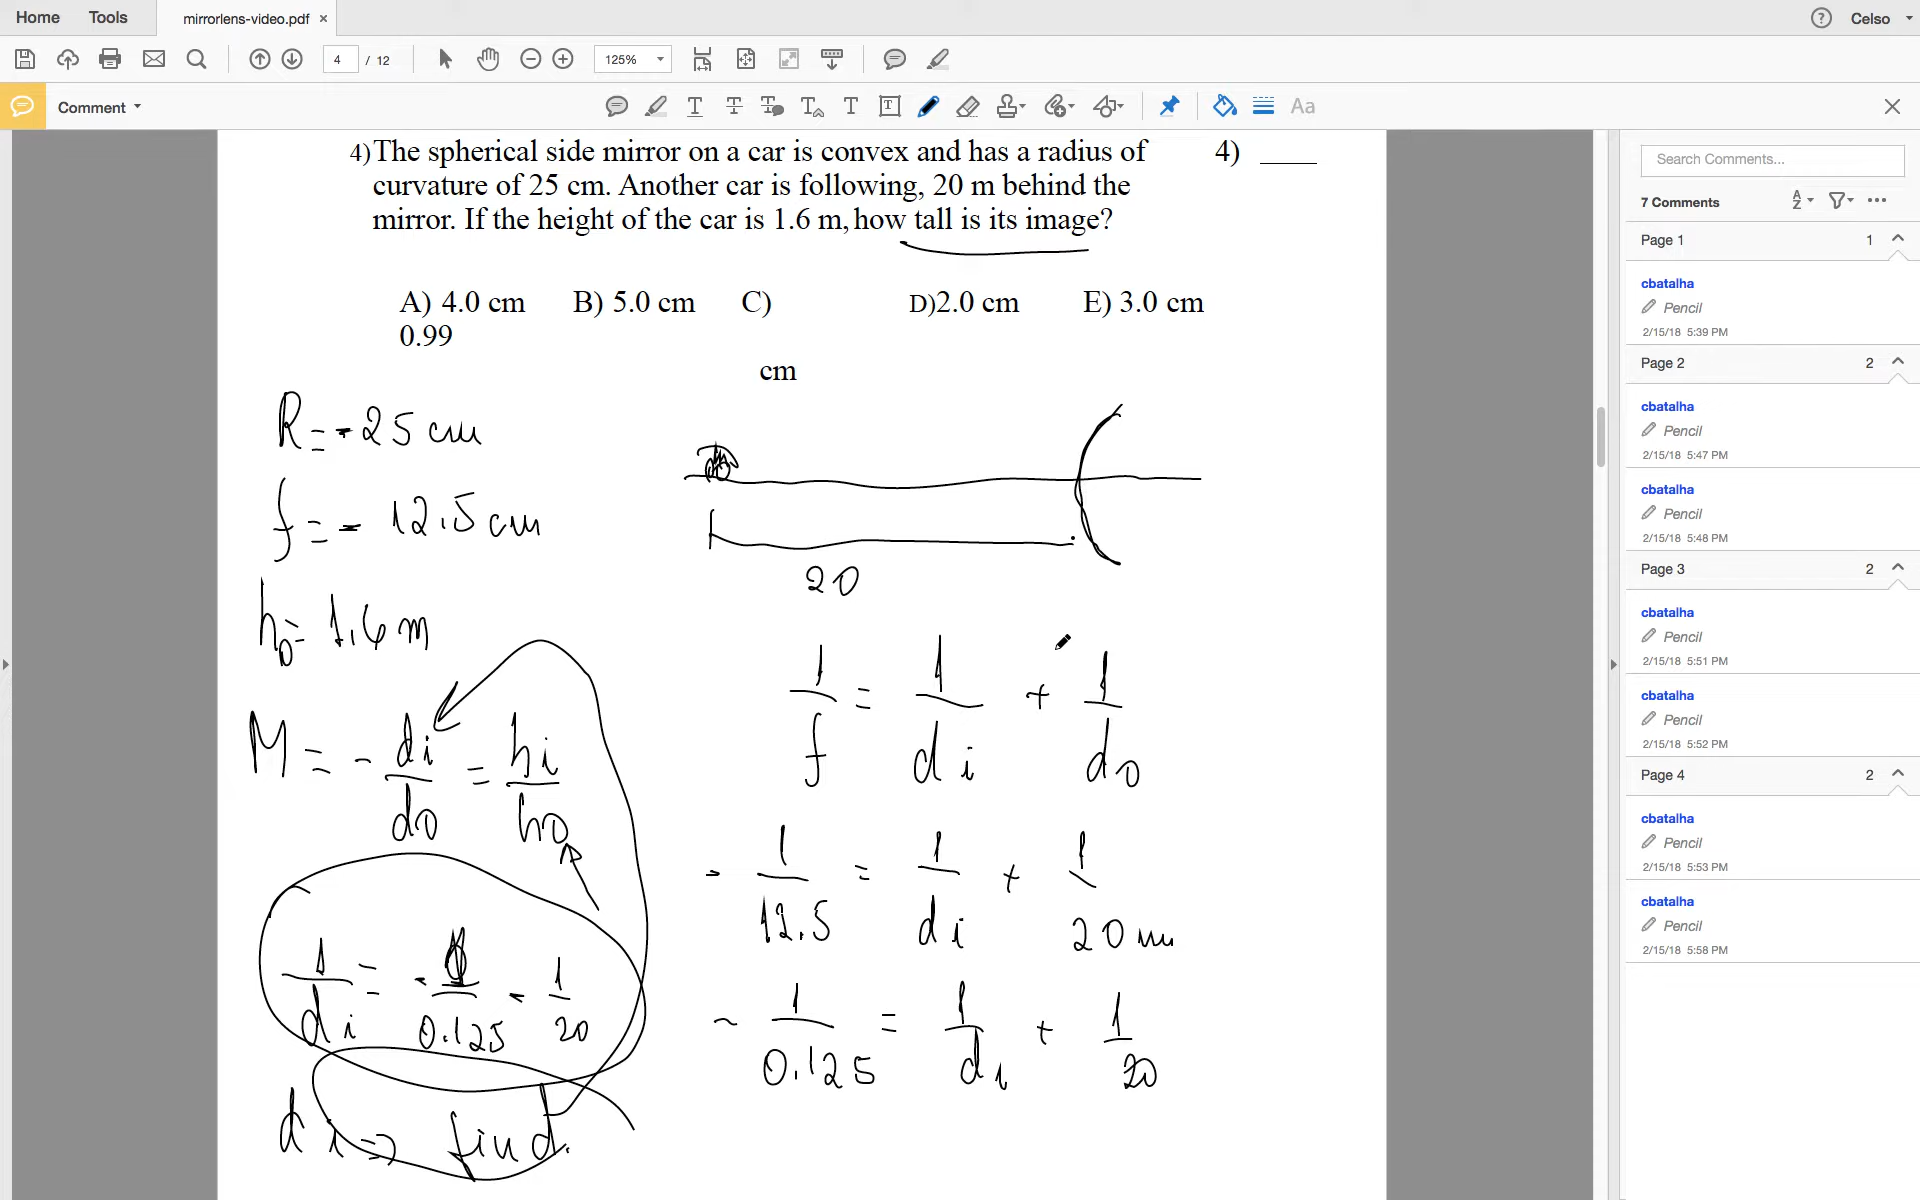 Home Tools mirrorlens-video.pdf × ? Celso
4 / 12 125%
Comment Aa
4)The spherical side mirror on a car is convex and has a radius of 4) ____
curvature of 25 cm. Another car is following, 20 m behind the
mirror. If the height of the car is 1.6 m, how tall is its image?
A) 4.0 cm B) 5.0 cm C) D)2.0 cm E) 3.0 cm
0.99
cm
R = -25 cm
f = - 12.5 cm
ho = 1.6 m
M = - di/do = hi/ho
1/di = - 1/0.125 - 1/20
di => find.
20
1/f = 1/di + 1/do
- 1/12.5 = 1/di + 1/20 m
- 1/0.125 = 1/di + 1/20
Search Comments...
7 Comments
Page 1 1
cbatalha
Pencil
2/15/18 5:39 PM
Page 2 2
cbatalha
Pencil
2/15/18 5:47 PM
cbatalha
Pencil
2/15/18 5:48 PM
Page 3 2
cbatalha
Pencil
2/15/18 5:51 PM
cbatalha
Pencil
2/15/18 5:52 PM
Page 4 2
cbatalha
Pencil
2/15/18 5:53 PM
cbatalha
Pencil
2/15/18 5:58 PM